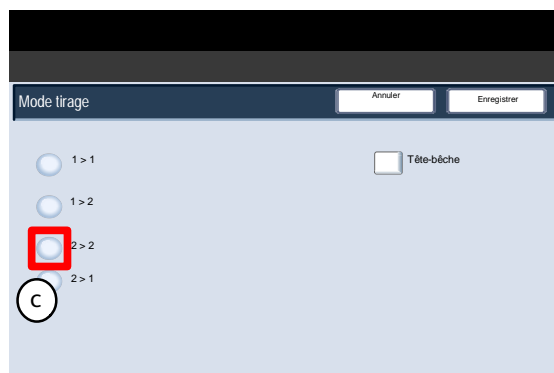 Mode tirage
Annuler
Enregistrer
1 > 1
Tête-bêche
1 > 2
2 > 2
2 > 1
C